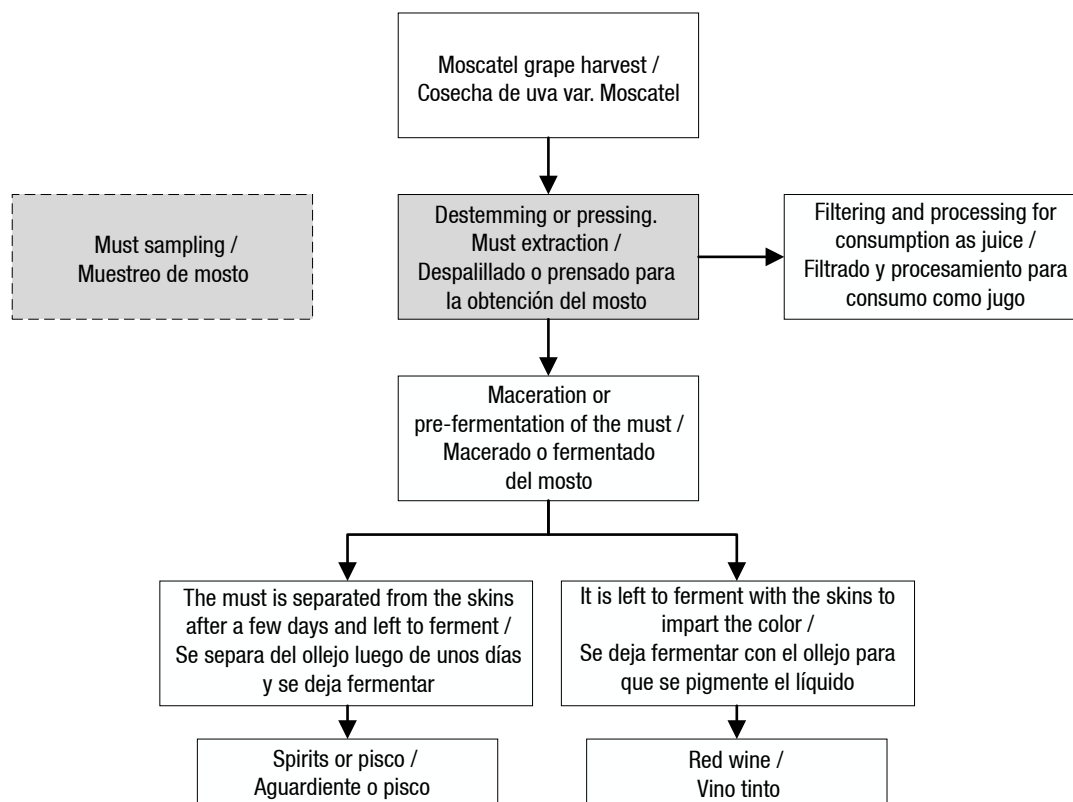 Moscatel grape harvest /
Cosecha de uva var. Moscatel
Must sampling /
Muestreo de mosto
Destemming or pressing.
Must extraction /
Despalillado o prensado para
la obtención del mosto
Filtering and processing for
consumption as juice /
Filtrado y procesamiento para
consumo como jugo
Maceration or
pre-fermentation of the must /
Macerado o fermentado
del mosto
The must is separated from the skins
after a few days and left to ferment /
Se separa del ollejo luego de unos días
y se deja fermentar
It is left to ferment with the skins to
impart the color /
Se deja fermentar con el ollejo para
que se pigmente el líquido
Spirits or pisco /
Aguardiente o pisco
Red wine /
Vino tinto